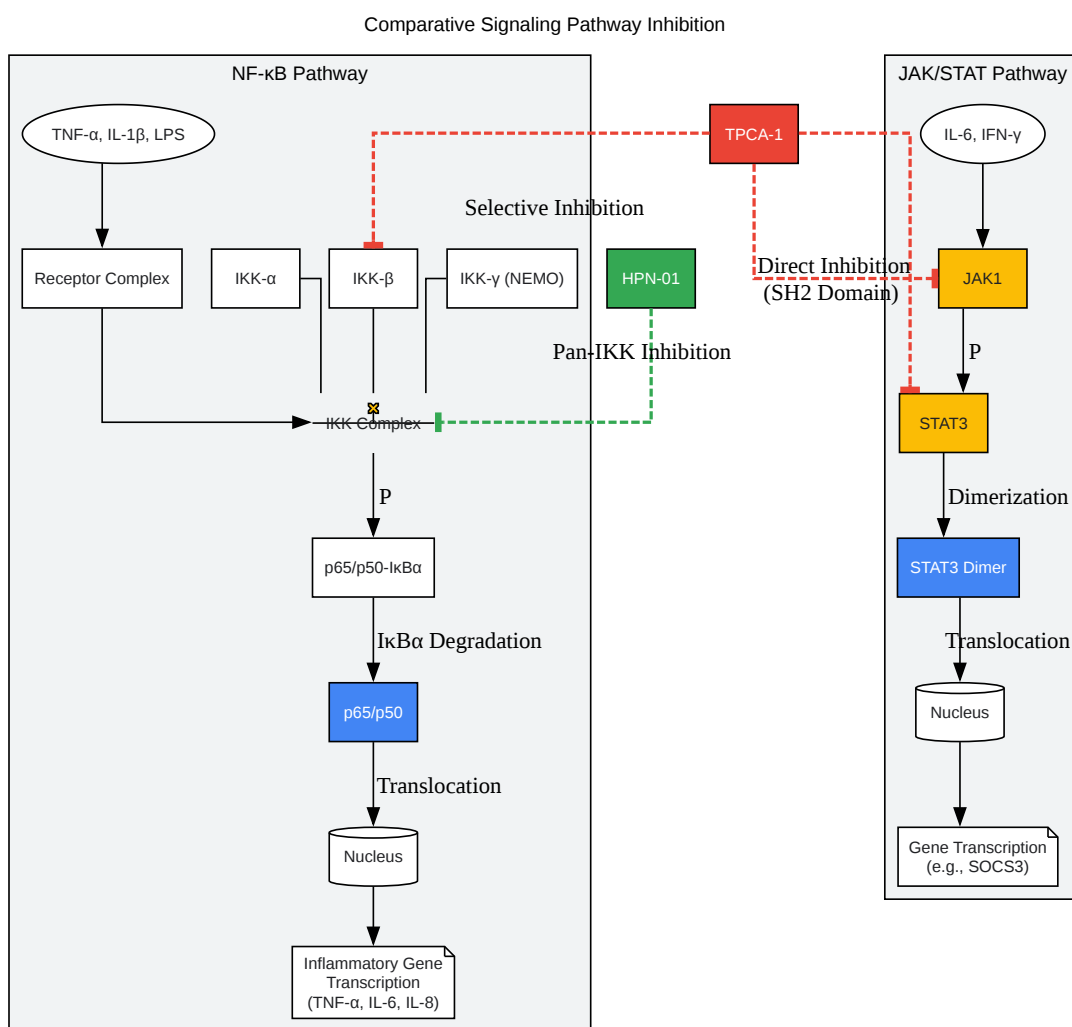 Comparative Signaling Pathway Inhibition
NF-κB Pathway
JAK/STAT Pathway
TNF-α, IL-1β, LPS
TPCA-1
IL-6, IFN-γ
Selective Inhibition
Receptor Complex
IKK-α
IKK-β
IKK-γ (NEMO)
HPN-01
Direct Inhibition
(SH2 Domain)
JAK1
Pan-IKK Inhibition
P
IKK Complex
STAT3
P
Dimerization
p65/p50-IκBα
STAT3 Dimer
IκBα Degradation
Translocation
p65/p50
Nucleus
Translocation
Nucleus
Gene Transcription
(e.g., SOCS3)
Inflammatory Gene
Transcription
(TNF-α, IL-6, IL-8)